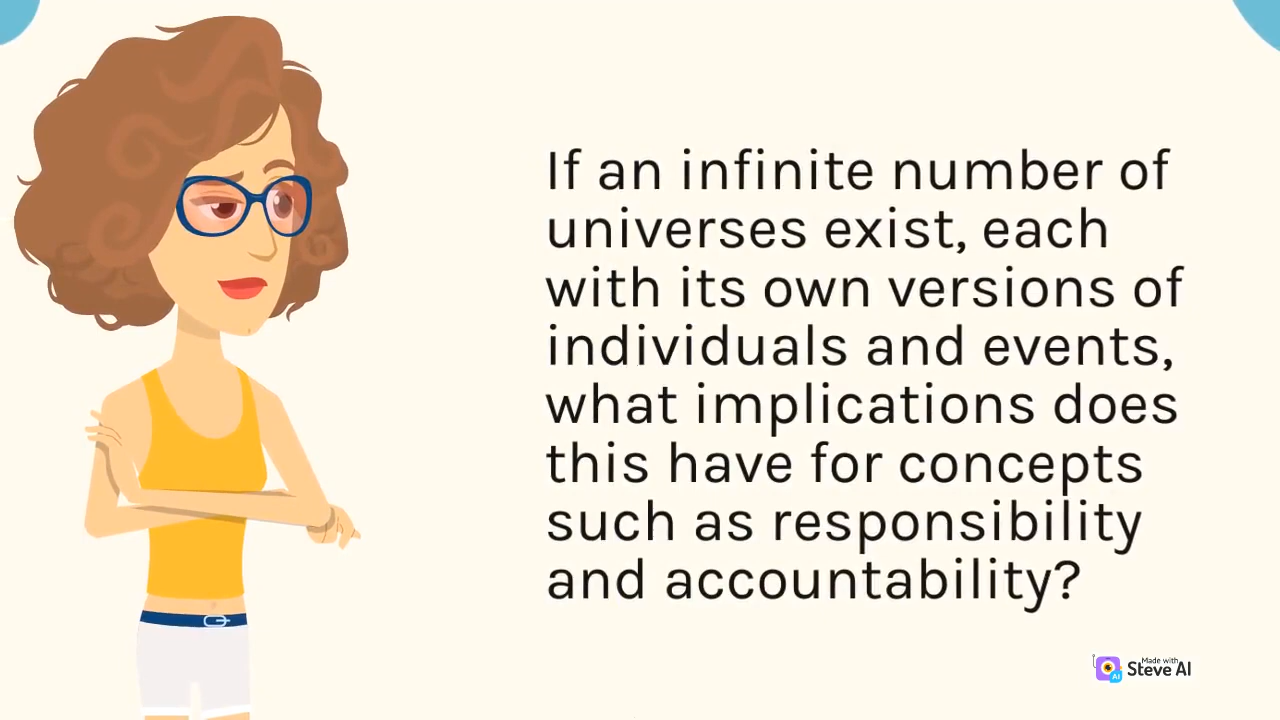 If an infinite number of
universes exist, each
with its own versions of
individuals and events,
what implications does
this have for concepts
such as responsibility
and accountability?
Made with
Steve AI
AI